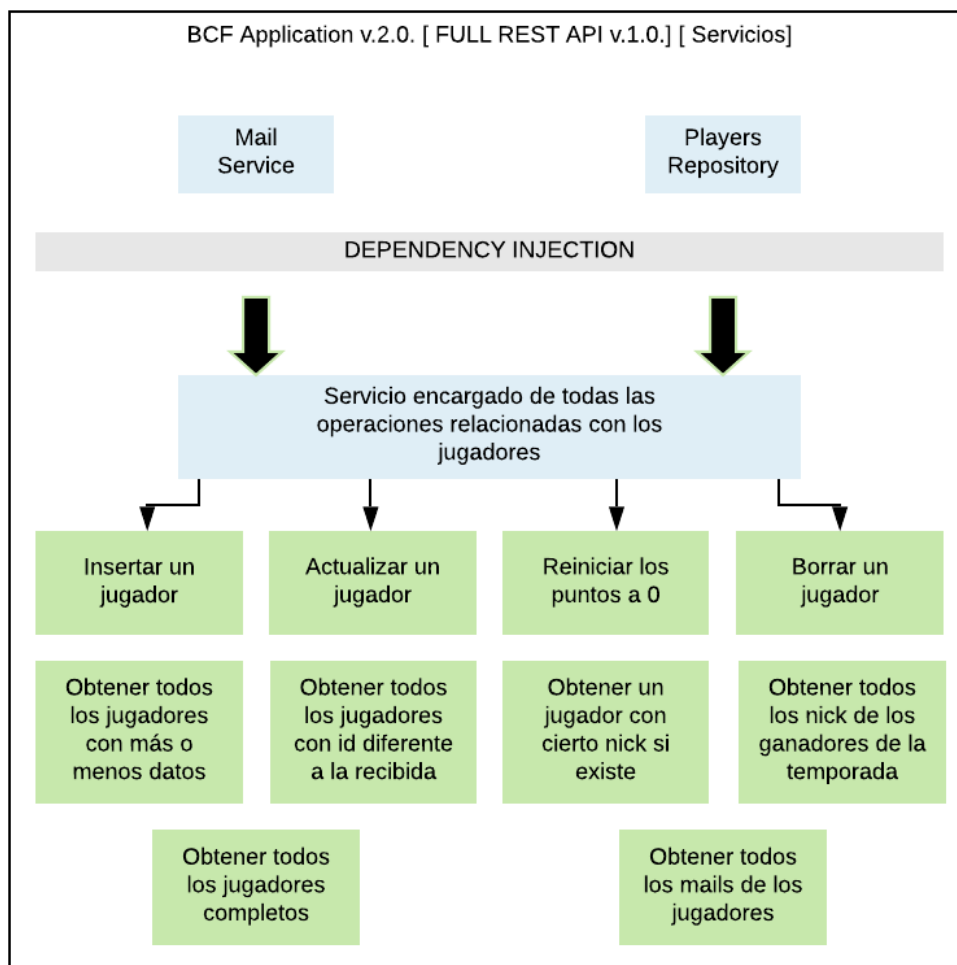 BCF Application v.2.0. [ FULL REST API v.1.0.] [ Servicios]
Mail
Service
Players
Repository
DEPENDENCY INJECTION
Servicio encargado de todas las
operaciones relacionadas con los
jugadores
Insertar un
jugador
Actualizar un
jugador
Reiniciar los
puntos a 0
Borrar un
jugador
Obtener todos
los jugadores
con más o
menos datos
Obtener todos
los jugadores
con id diferente
a la recibida
Obtener un
jugador con
cierto nick si
existe
Obtener todos
los nick de los
ganadores de la
temporada
Obtener todos
los jugadores
completos
Obtener todos
los mails de los
jugadores